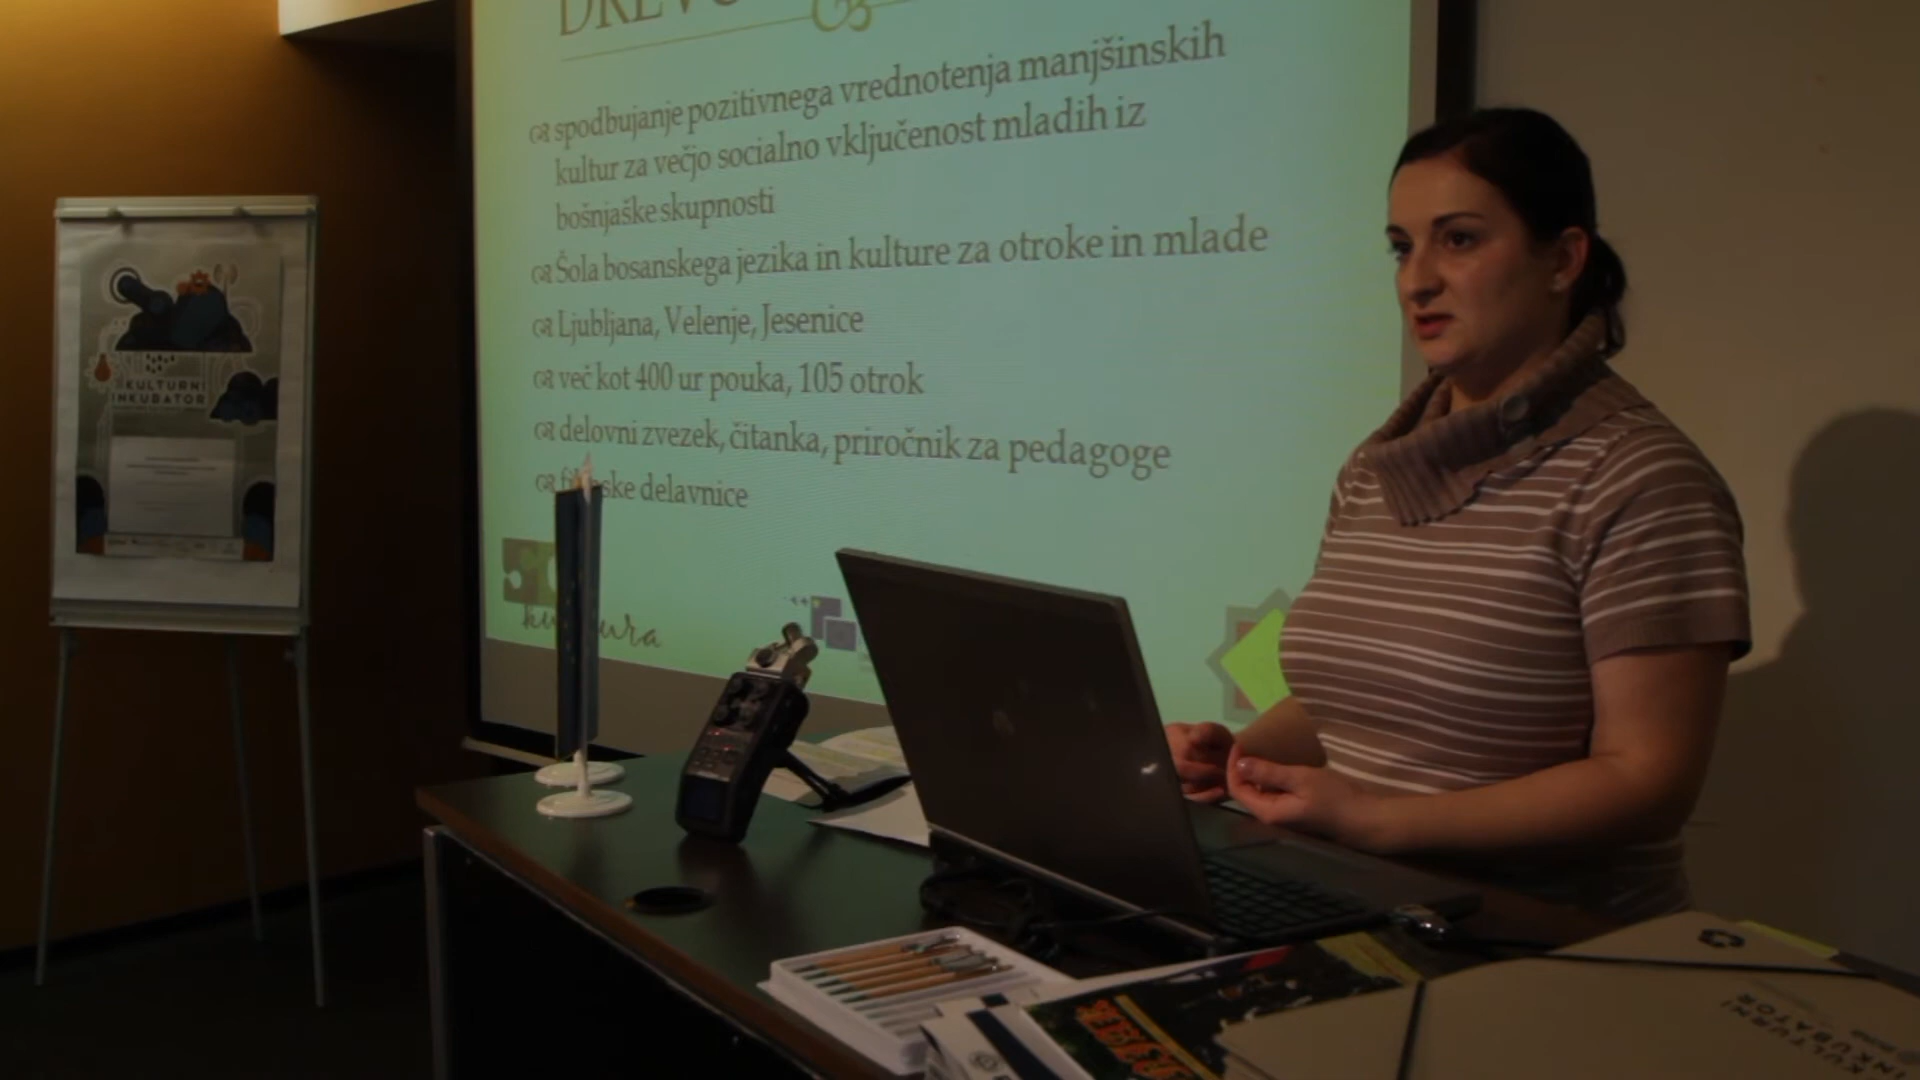 DREVO
spodbujanje pozitivnega vrednotenja manjšinskih
kultur za večjo socialno vključenost mladih iz
bošnjaške skupnosti
Šola bosanskega jezika in kulture za otroke in mlade
Ljubljana, Velenje, Jesenice
več kot 400 ur pouka, 105 otrok
delovni zvezek, čitanka, priročnik za pedagoge
delavnice
KULTURNI
INKUBATOR
KULTURNI
INKUBATOR